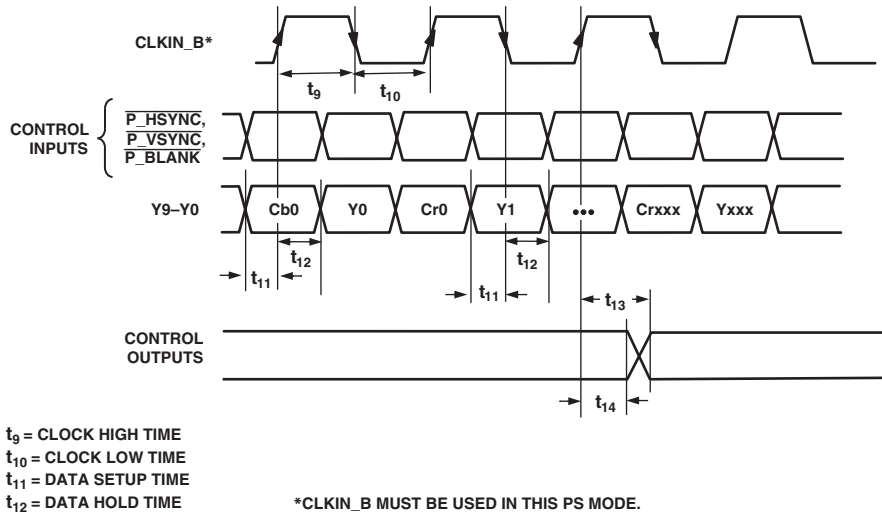 CLKIN_B*
t9
t10
CONTROL
INPUTS
P_HSYNC,
P_VSYNC,
P_BLANK
Y9–Y0
Cb0
Y0
Cr0
Y1
•••
Crxxx
Yxxx
t11
t12
t11
t12
t13
CONTROL
OUTPUTS
t14
t9 = CLOCK HIGH TIME
t10 = CLOCK LOW TIME
t11 = DATA SETUP TIME
t12 = DATA HOLD TIME
*CLKIN_B MUST BE USED IN THIS PS MODE.